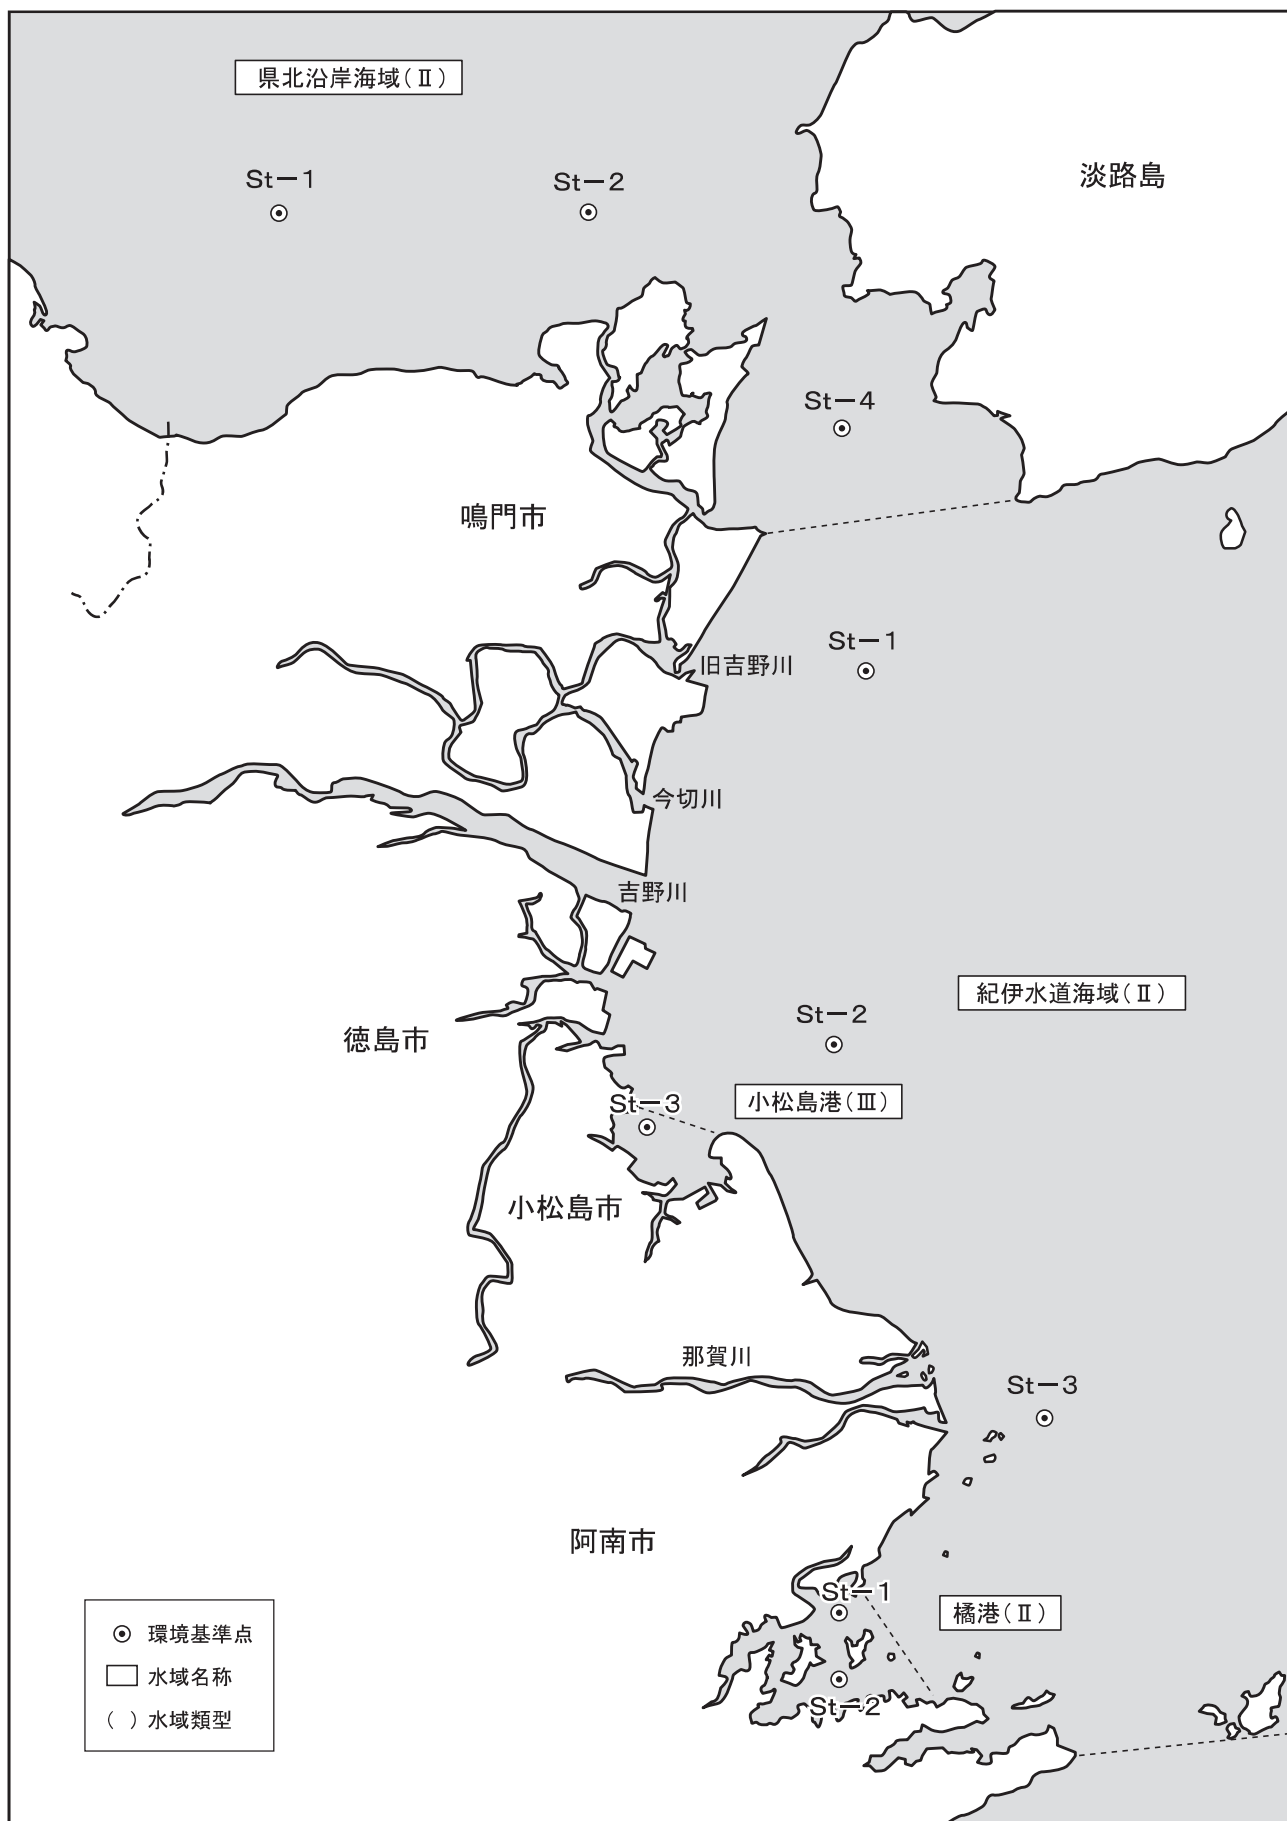 県北沿岸海域(Ⅱ)
St－1
St－2
淡路島
St－4
鳴門市
St－1
旧吉野川
今切川
吉野川
紀伊水道海域(Ⅱ)
St－2
徳島市
小松島港(Ⅲ)
St－3
小松島市
那賀川
St－3
阿南市
St－1
橘港(Ⅱ)
St－2
環境基準点
水域名称
( ) 水域類型